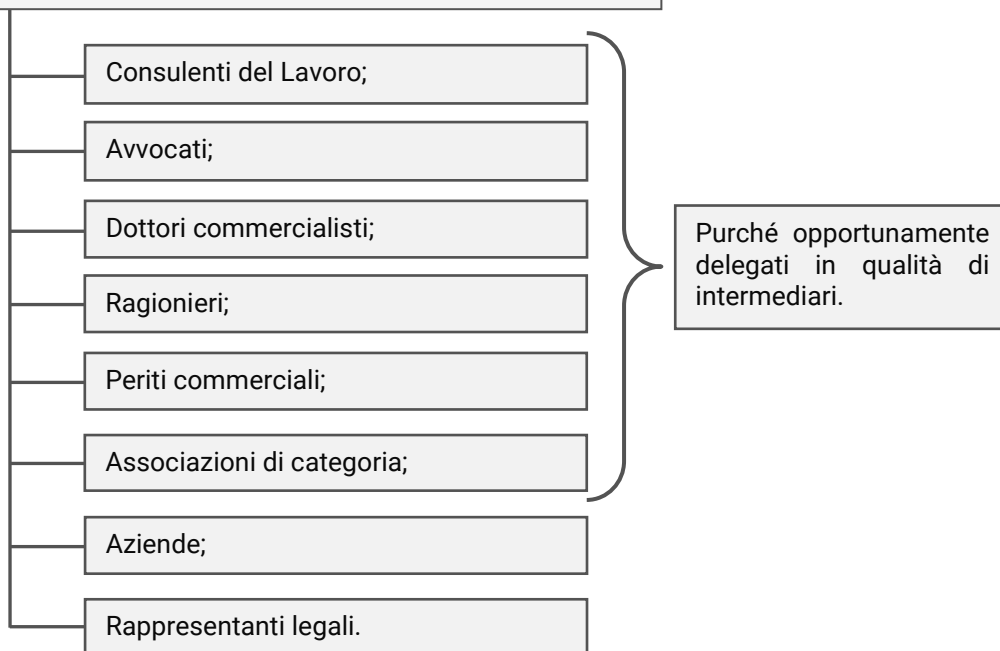 Consulenti del Lavoro;
Avvocati;
Dottori commercialisti;
Ragionieri;
Periti commerciali;
Associazioni di categoria;
Aziende;
Rappresentanti legali.
Purché opportunamente
delegati in qualità di
intermediari.